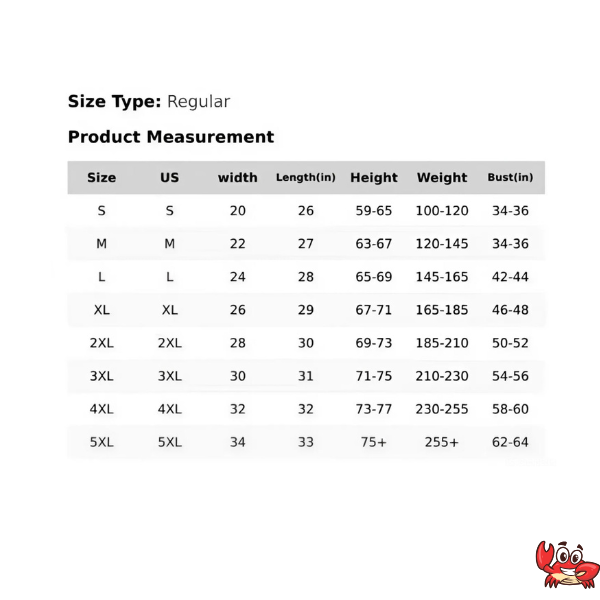 Size Type: Regular
Product Measurement
Size US width Length(in) Height Weight Bust(in)
S S 20 26 59-65 100-120 34-36
M M 22 27 63-67 120-145 34-36
L L 24 28 65-69 145-165 42-44
XL XL 26 29 67-71 165-185 46-48
2XL 2XL 28 30 69-73 185-210 50-52
3XL 3XL 30 31 71-75 210-230 54-56
4XL 4XL 32 32 73-77 230-255 58-60
5XL 5XL 34 33 75+ 255+ 62-64